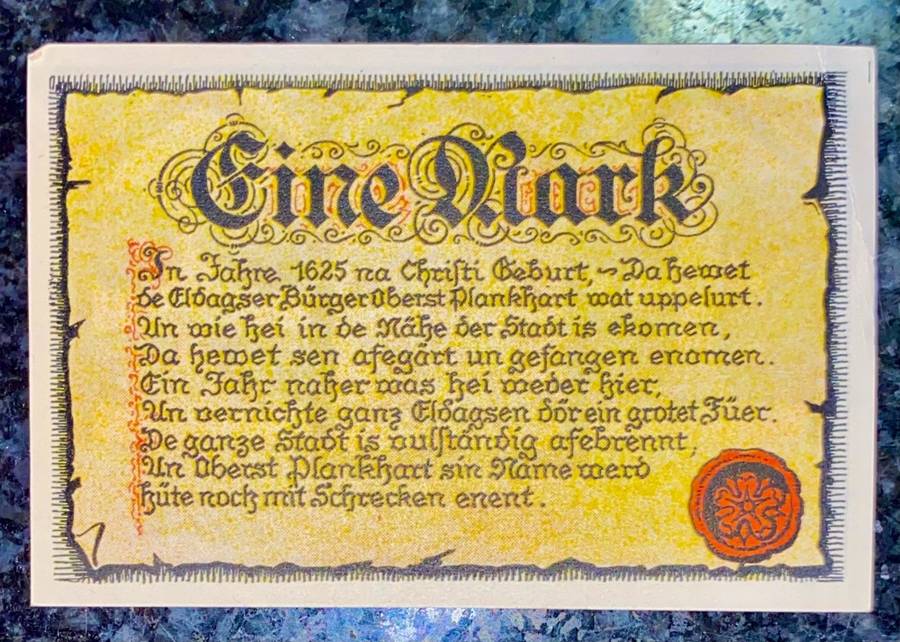 Eine Mark
In Jahre 1625 na Christi Geburt, ~ Da hewet
de Eldagser Bürger Oberst Plankhart wat uppelurt.
Un wie hei in de Nähe der Stadt is ekomen,
Da hewet sen afegärt un gefangen enomen.
Ein Jahr naher was hei weder hier,
Un vernichte ganz Eldagsen dör ein grotet Füer.
De ganze Stadt is vulständig afebrennt,
Un Oberst Plankhart sin Name werd
hüte noch mit Schrecken enent.